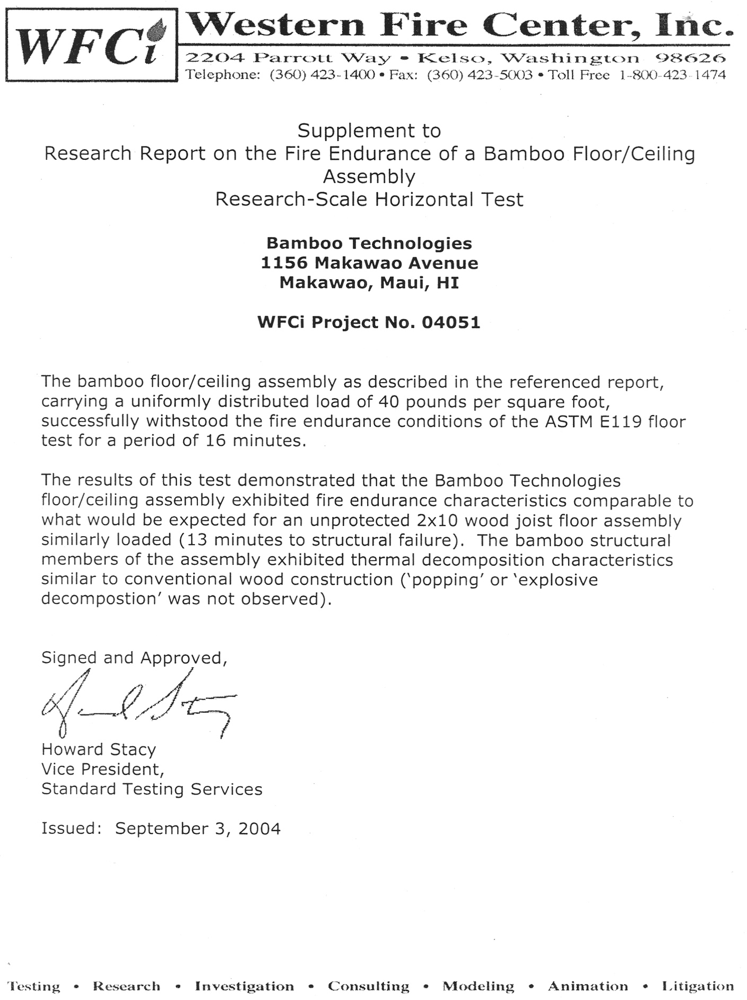 WFCi
Western Fire Center, Inc.
2204 Parrott Way • Kelso, Washington 98626
Telephone: (360) 423-1400 • Fax: (360) 423-5003 • Toll Free 1-800-423-1474
Supplement to
Research Report on the Fire Endurance of a Bamboo Floor/Ceiling
Assembly
Research-Scale Horizontal Test
Bamboo Technologies
1156 Makawao Avenue
Makawao, Maui, HI
WFCi Project No. 04051
The bamboo floor/ceiling assembly as described in the referenced report,
carrying a uniformly distributed load of 40 pounds per square foot,
successfully withstood the fire endurance conditions of the ASTM E119 floor
test for a period of 16 minutes.
The results of this test demonstrated that the Bamboo Technologies
floor/ceiling assembly exhibited fire endurance characteristics comparable to
what would be expected for an unprotected 2x10 wood joist floor assembly
similarly loaded (13 minutes to structural failure).  The bamboo structural
members of the assembly exhibited thermal decomposition characteristics
similar to conventional wood construction (‘popping’ or ‘explosive
decompostion’ was not observed).
Signed and Approved,
Howard Stacy
Vice President,
Standard Testing Services
Issued:  September 3, 2004
Testing • Research • Investigation • Consulting • Modeling • Animation • Litigation